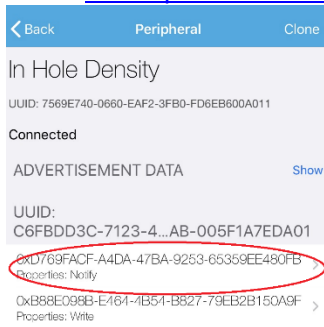 Back Peripheral Clone
In Hole Density
UUID: 7569E740-0660-EAF2-3FB0-FD6EB600A011
Connected
ADVERTISEMENT DATA Show
UUID:
C6FBDD3C-7123-4...AB-005F1A7EDA01
0xD769FACF-A4DA-47BA-9253-65359EE480FB
Properties: Notify
0xB88E098B-E464-4B54-B827-79EB2B150A9F
Properties: Write